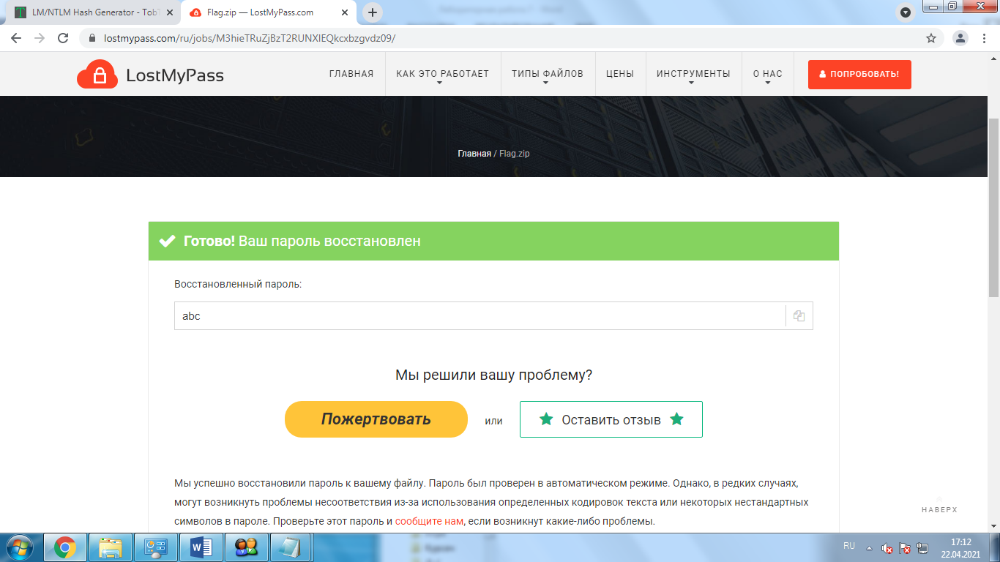 LM/NTLM Hash Generator - Tob
Flag.zip — LostMyPass.com
lostmypass.com/ru/jobs/
LostMyPass
ГЛАВНАЯ
КАК ЭТО РАБОТАЕТ
ТИПЫ ФАЙЛОВ
ЦЕНЫ
ИНСТРУМЕНТЫ
О НАС
ПОПРОБОВАТЬ!
Главная / Flag.zip
Готово! Ваш пароль восстановлен
Восстановленный пароль:
abc
Мы решили вашу проблему?
Пожертвовать
или
Оставить отзыв
Мы успешно восстановили пароль к вашему файлу. Пароль был проверен в автоматическом режиме. Однако, в редких случаях,
могут возникнуть проблемы несоответствия из-за использования определенных кодировок текста или некоторых нестандартных
символов в пароле. Проверьте этот пароль и сообщите нам, если возникнут какие-либо проблемы.
НАВЕРХ
RU
17:12
22.04.2021